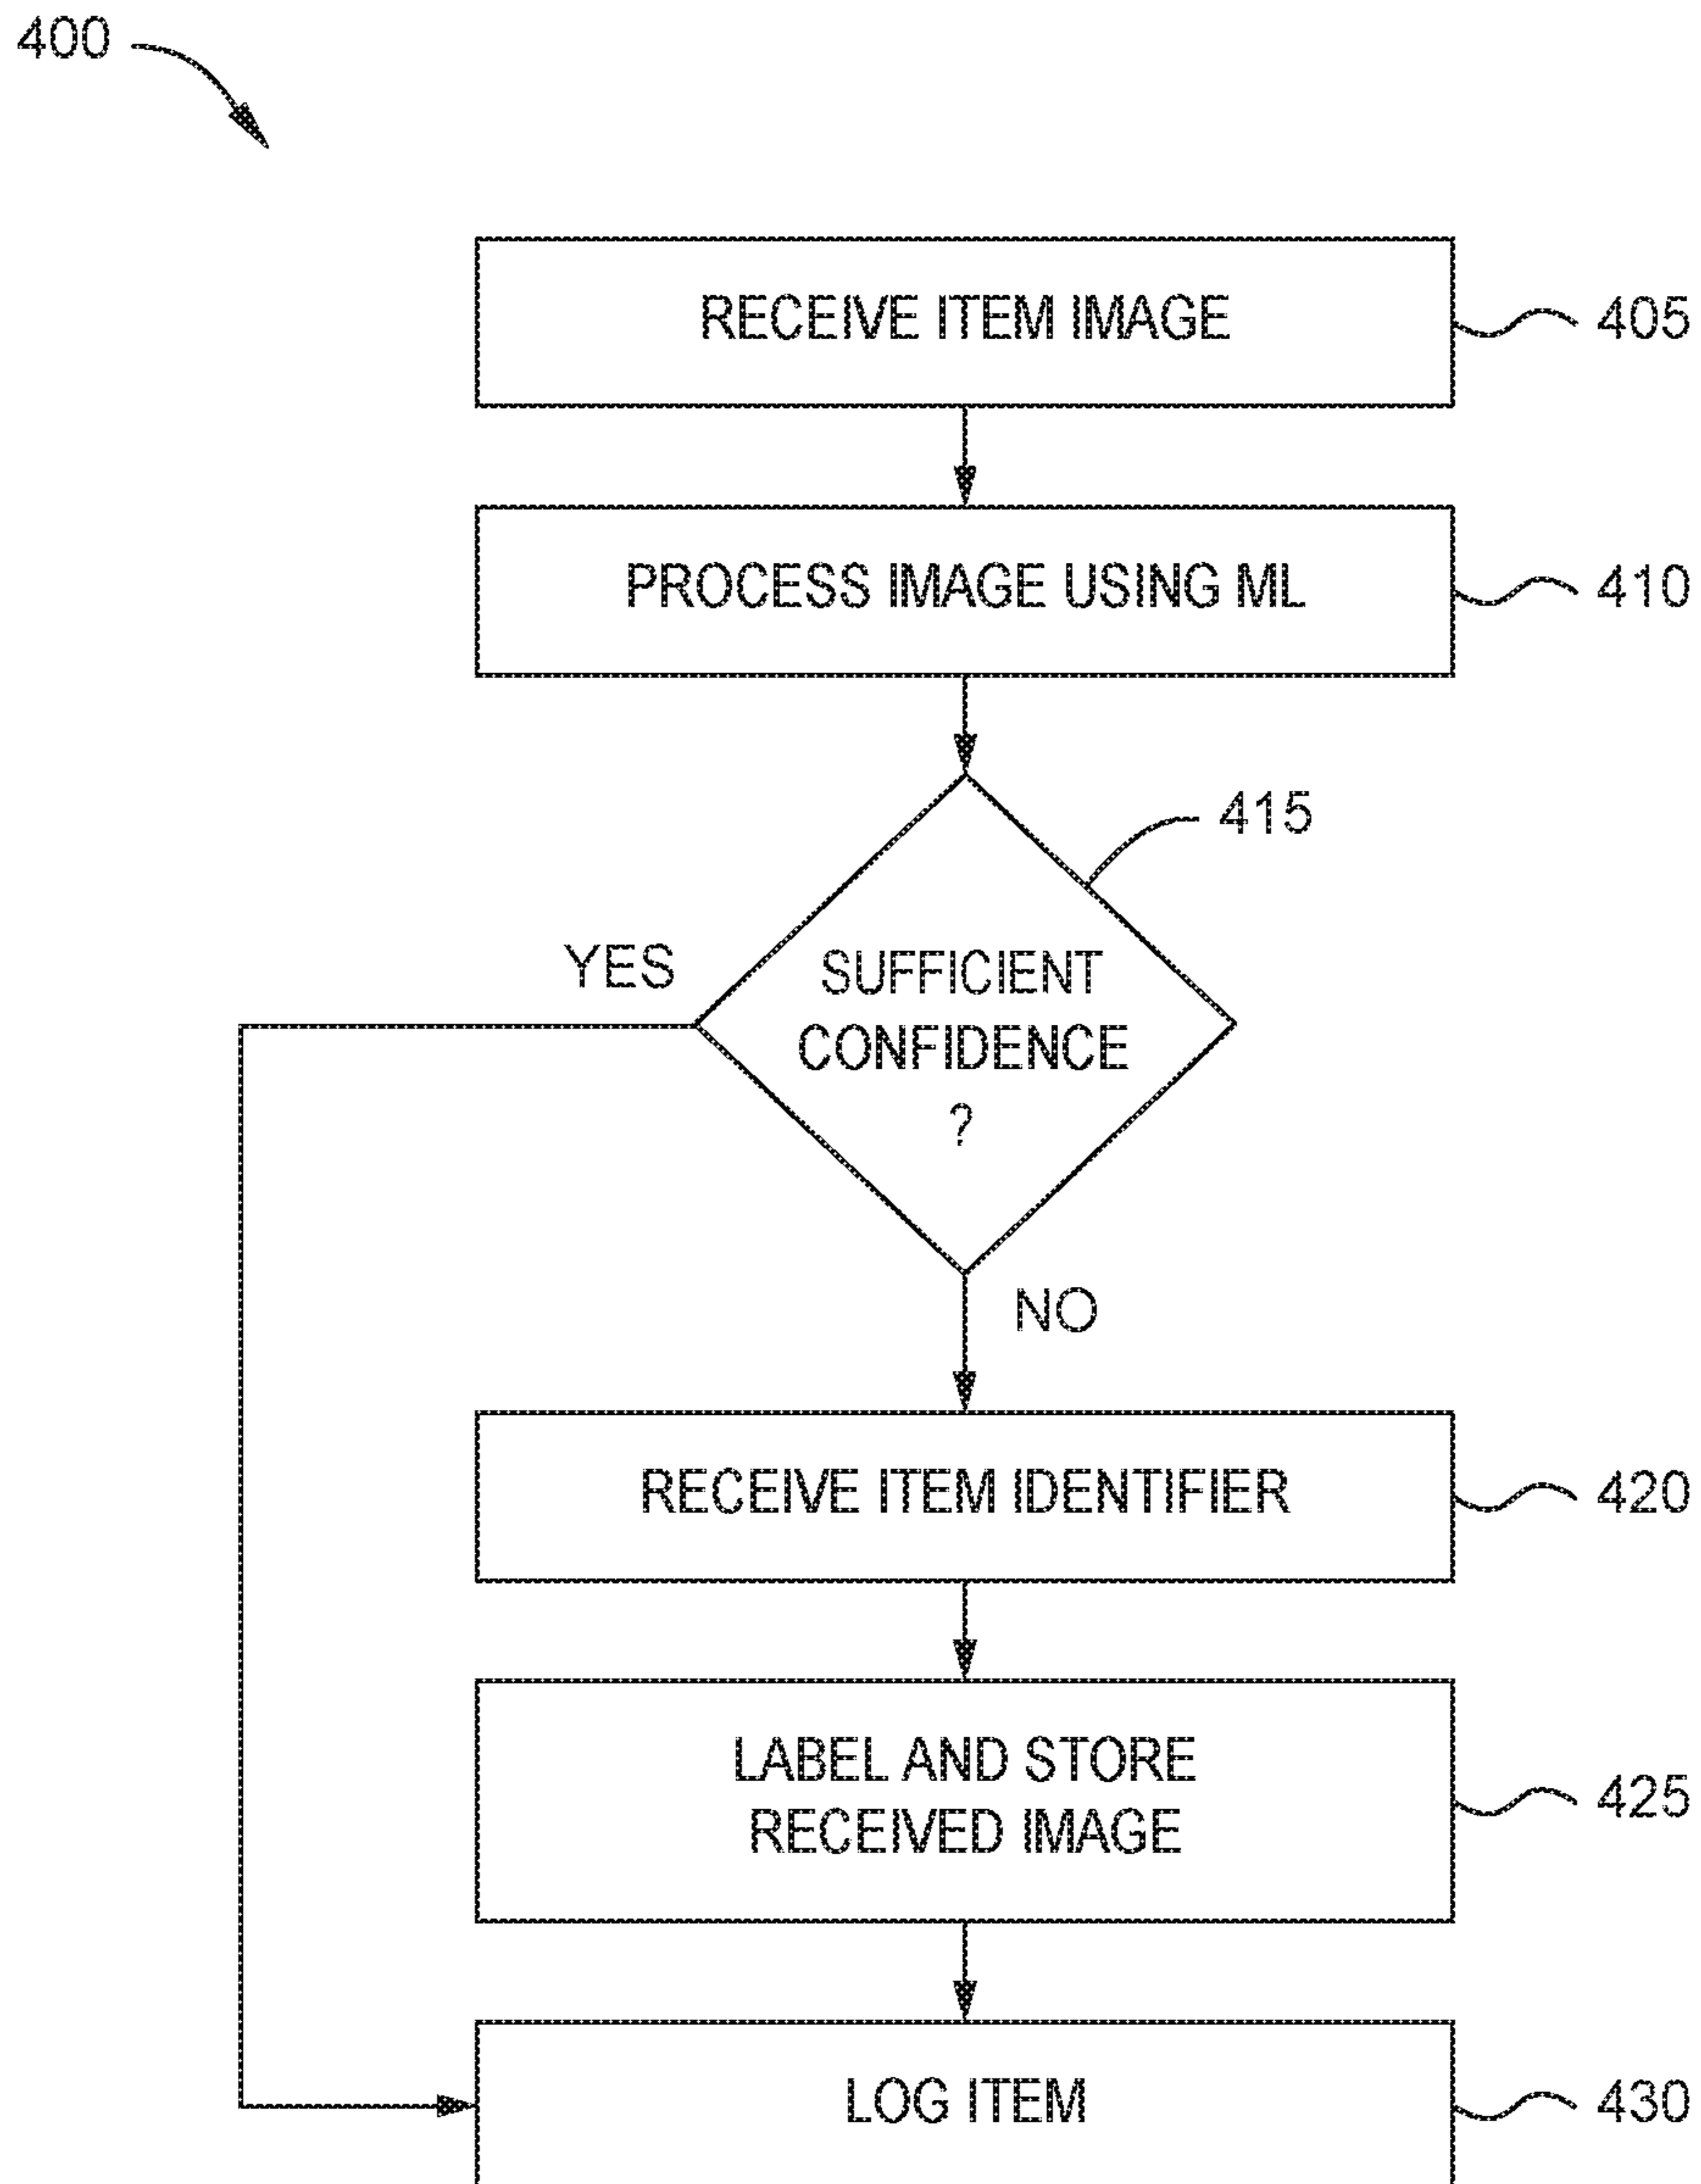 400
RECEIVE ITEM IMAGE
405
PROCESS IMAGE USING ML
410
415
YES
SUFFICIENT
CONFIDENCE
?
NO
RECEIVE ITEM IDENTIFIER
420
LABEL AND STORE
RECEIVED IMAGE
425
LOG ITEM
430